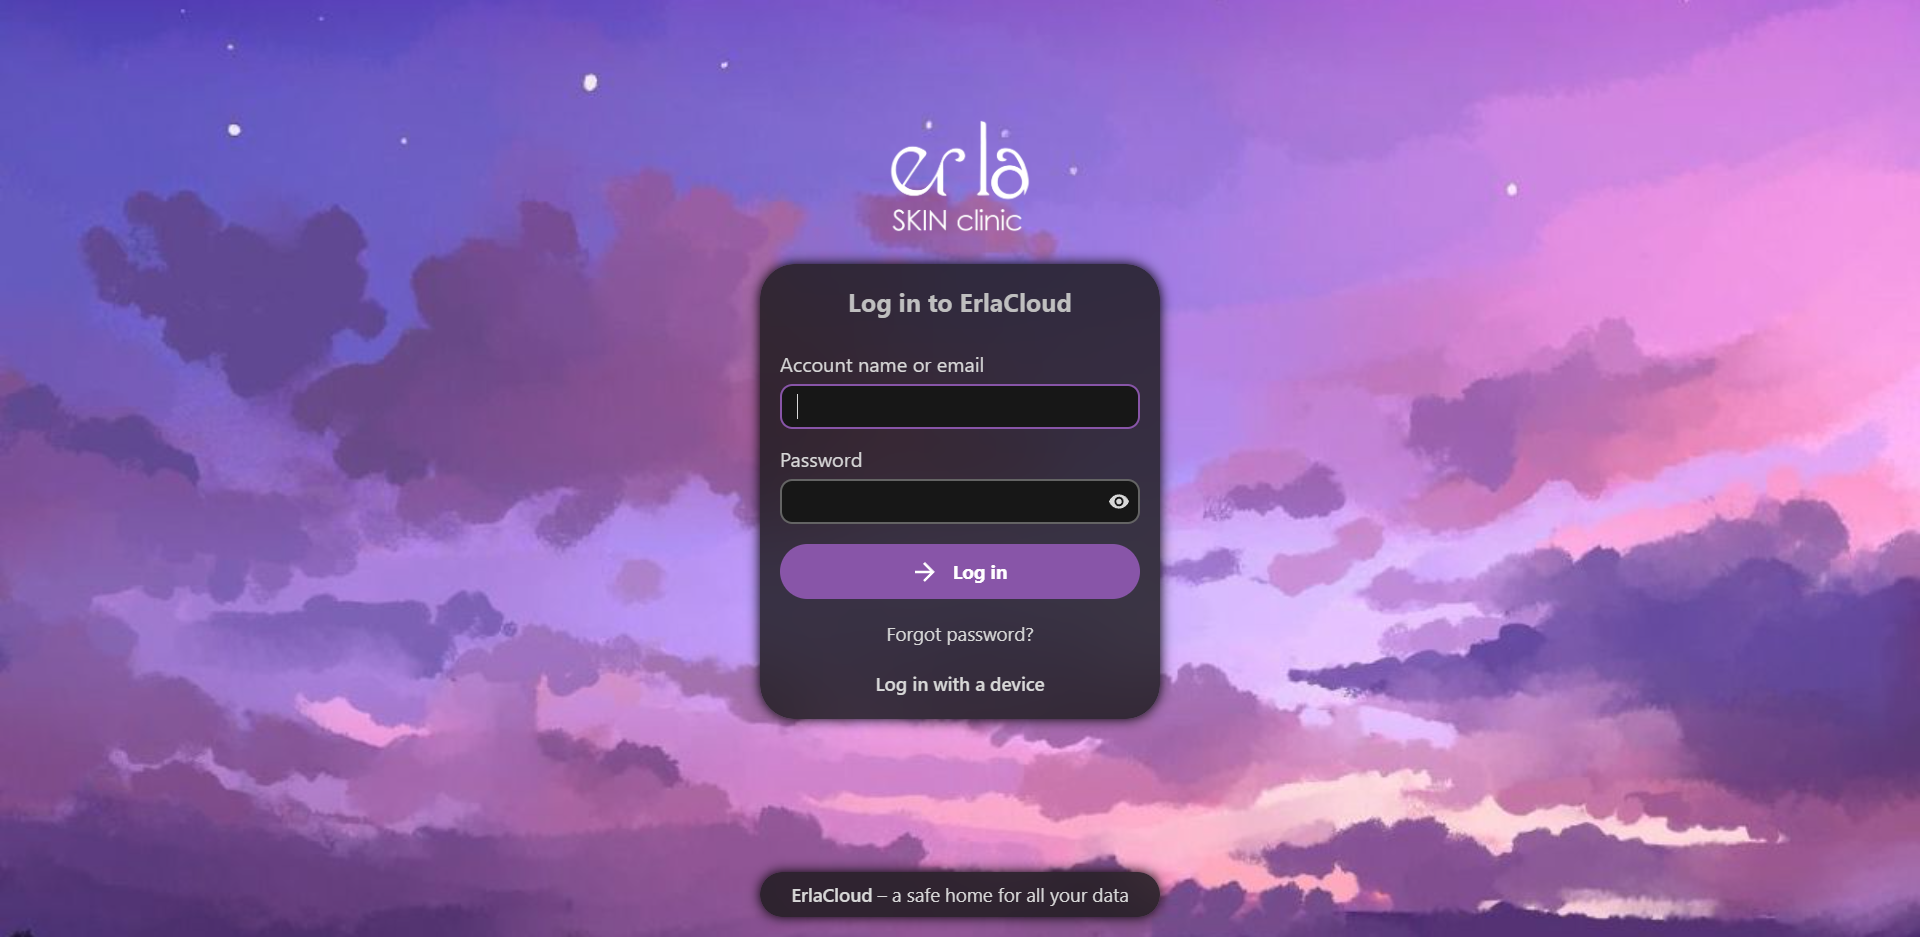 erla
SKIN clinic
Log in to ErlaCloud
Account name or email
Password
Log in
Forgot password?
Log in with a device
ErlaCloud – a safe home for all your data